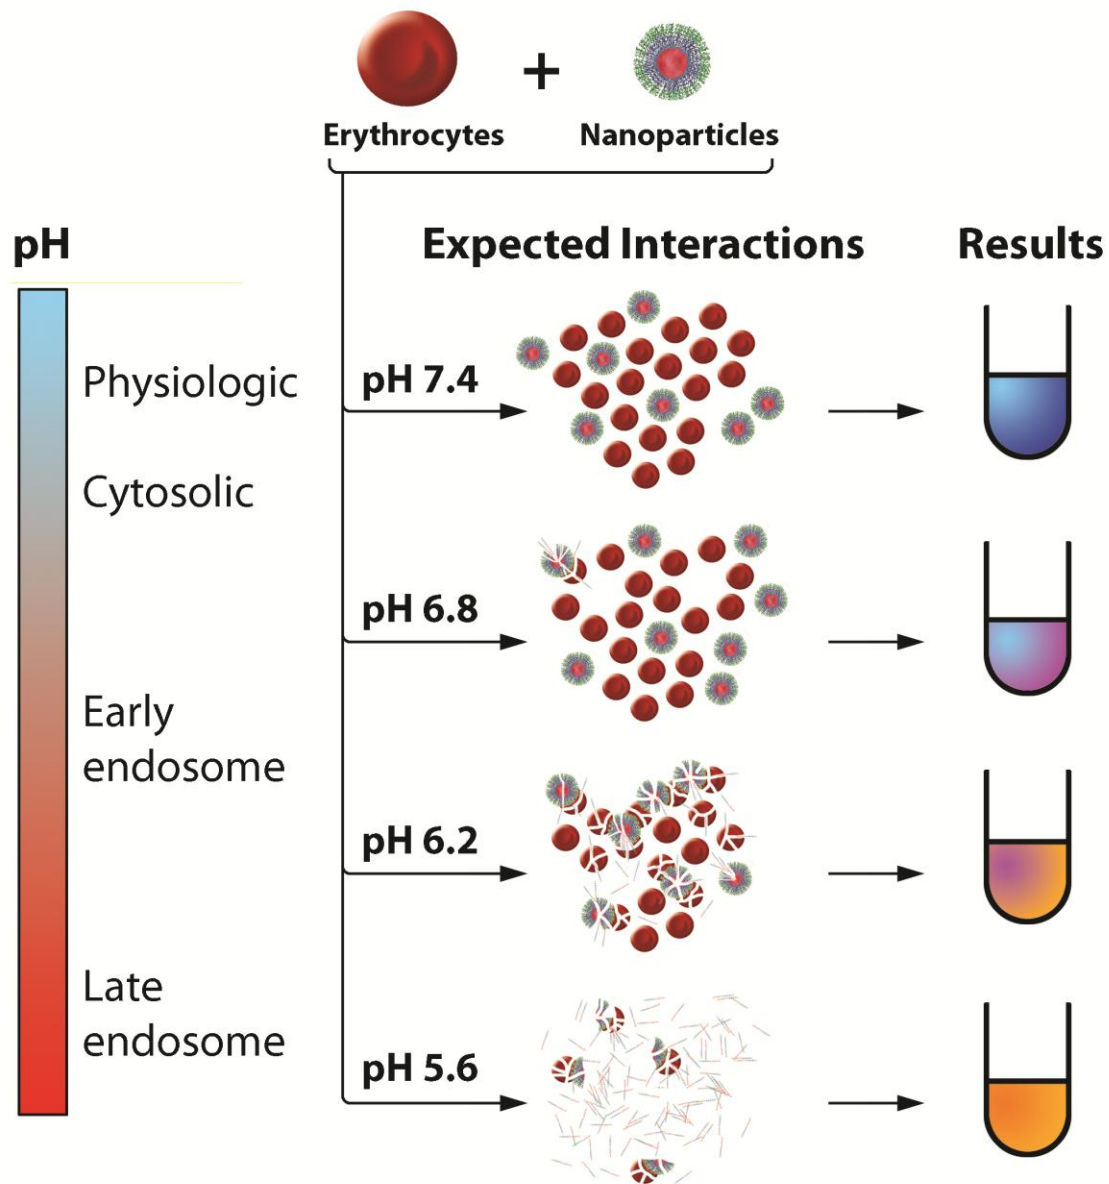 +
Erythrocytes
Nanoparticles
pH
Expected Interactions
Results
Physiologic
pH 7.4
Cytosolic
pH 6.8
Early
endosome
pH 6.2
Late
endosome
pH 5.6